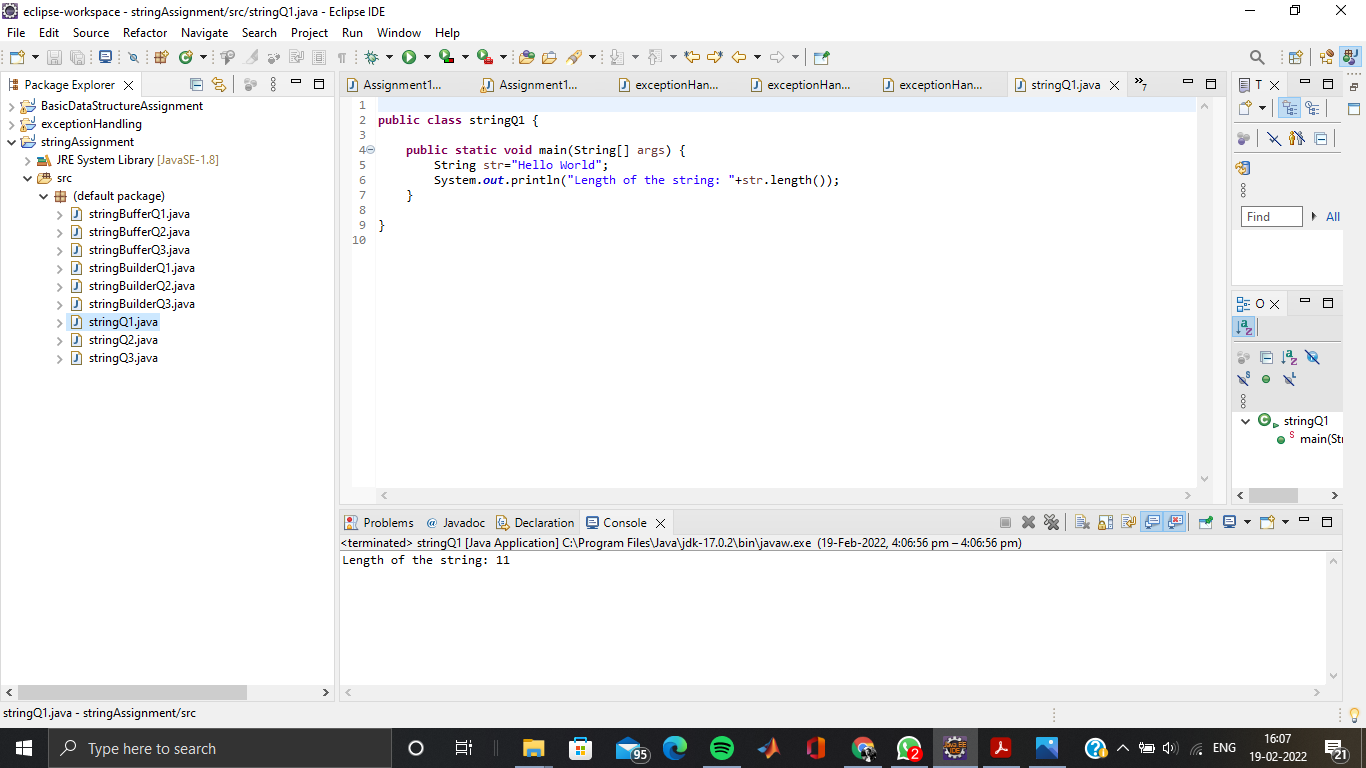 eclipse-workspace - stringAssignment/src/stringQ1.java - Eclipse IDE
File Edit Source Refactor Navigate Search Project Run Window Help
Package Explorer
BasicDataStructureAssignment
exceptionHandling
stringAssignment
JRE System Library [JavaSE-1.8]
src
(default package)
stringBufferQ1.java
stringBufferQ2.java
stringBufferQ3.java
stringBuilderQ1.java
stringBuilderQ2.java
stringBuilderQ3.java
stringQ1.java
stringQ2.java
stringQ3.java
Assignment1... Assignment1... exceptionHan... exceptionHan... exceptionHan... stringQ1.java »7
1
2 public class stringQ1 {
3
4 public static void main(String[] args) {
5 String str="Hello World";
6 System.out.println("Length of the string: "+str.length());
7 }
8
9 }
10
T
Find All
O
stringQ1
main(Str
Problems @ Javadoc Declaration Console
<terminated> stringQ1 [Java Application] C:\Program Files\Java\jdk-17.0.2\bin\javaw.exe (19-Feb-2022, 4:06:56 pm – 4:06:56 pm)
Length of the string: 11
stringQ1.java - stringAssignment/src
Type here to search
95
2
JAVA EE
IDE
ENG
16:07
19-02-2022
21